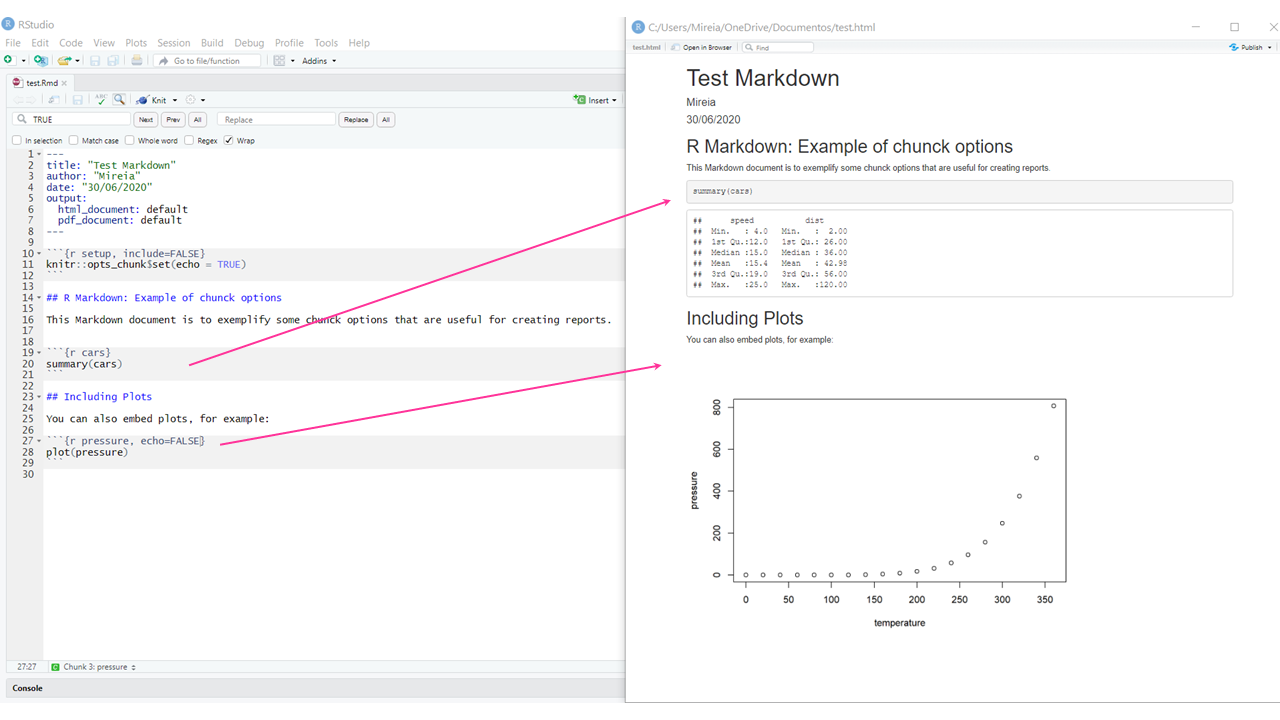 RStudio
File Edit Code View Plots Session Build Debug Profile Tools Help
Go to file/function Addins
test.Rmd
ABC Knit Insert
TRUE Next Prev All Replace Replace All
In selection Match case Whole word Regex Wrap
1 ---
2 title: "Test Markdown"
3 author: "Mireia"
4 date: "30/06/2020"
5 output:
6 html_document: default
7 pdf_document: default
8 ---
9
10 ```{r setup, include=FALSE}
11 knitr::opts_chunk$set(echo = TRUE)
12 ```
13
14 ## R Markdown: Example of chunck options
15
16 This Markdown document is to exemplify some chunck options that are useful for creating reports.
17
18
19 ```{r cars}
20 summary(cars)
21 ```
22
23 ## Including Plots
24
25 You can also embed plots, for example:
26
27 ```{r pressure, echo=FALSE}
28 plot(pressure)
29 ```
30
27:27 C Chunk 3: pressure
Console
R C:/Users/Mireia/OneDrive/Documentos/test.html
test.html Open in Browser Find Publish
Test Markdown
Mireia
30/06/2020
R Markdown: Example of chunck options
This Markdown document is to exemplify some chunck options that are useful for creating reports.
summary(cars)
## speed dist
## Min. : 4.0 Min. : 2.00
## 1st Qu.:12.0 1st Qu.: 26.00
## Median :15.0 Median : 36.00
## Mean :15.4 Mean : 42.98
## 3rd Qu.:19.0 3rd Qu.: 56.00
## Max. :25.0 Max. :120.00
Including Plots
You can also embed plots, for example:
800
600
400
200
0
pressure
0 50 100 150 200 250 300 350
temperature